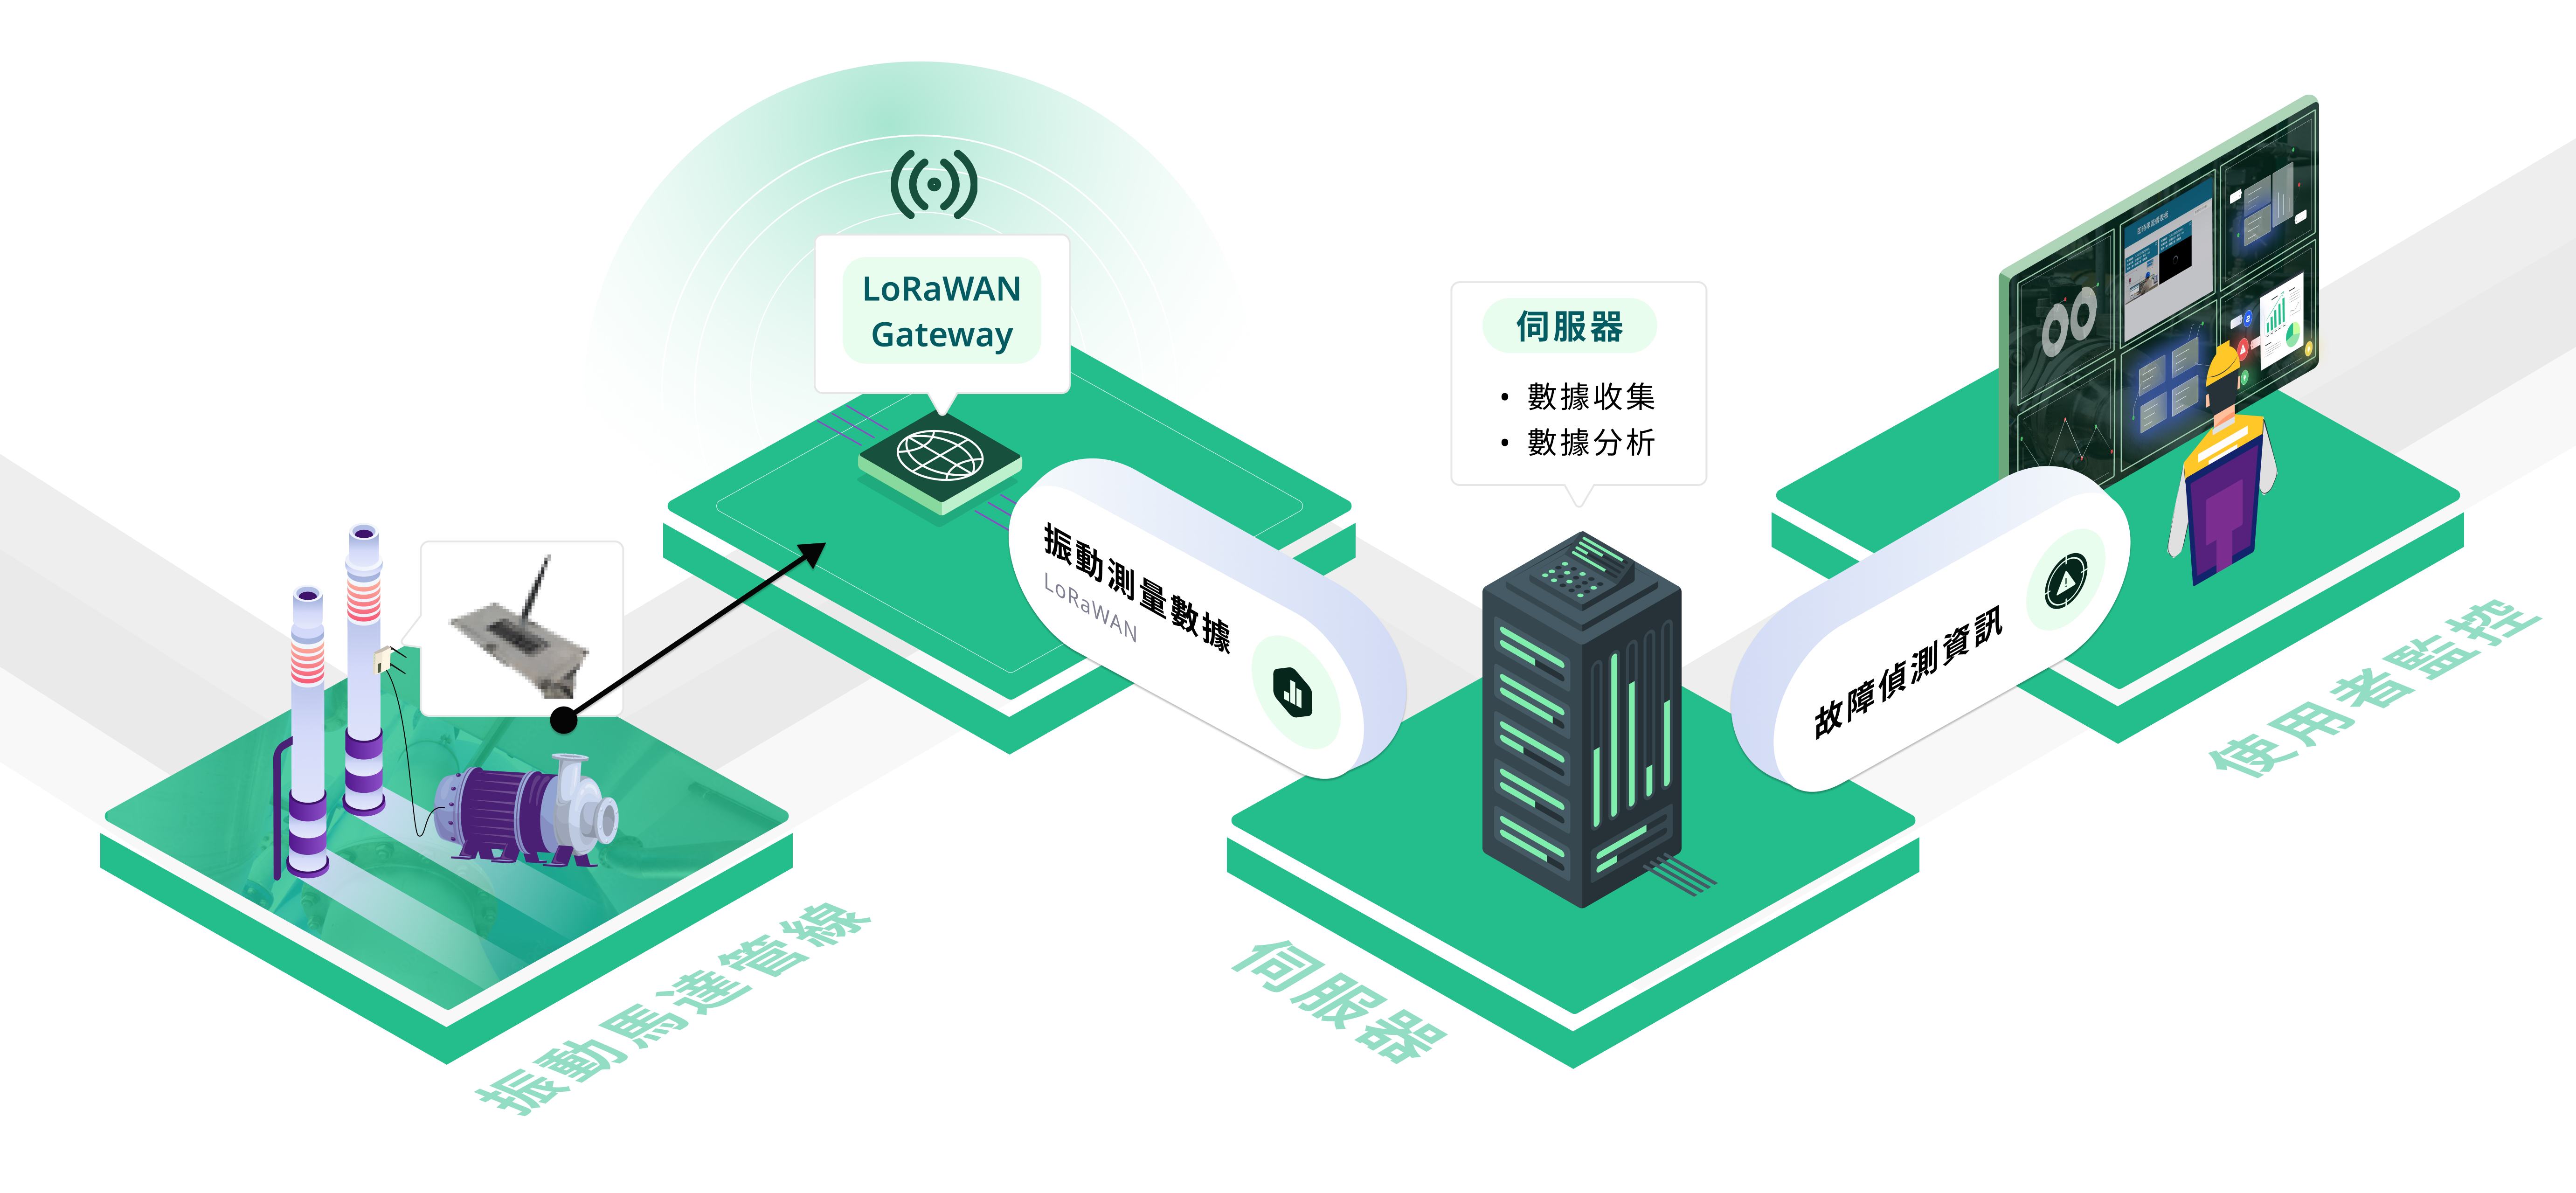 LoRaWAN
Gateway
伺服器
• 數據收集
• 數據分析
振動測量數據
LoRaWAN
故障偵測資訊
振動馬達管線
伺服器
使用者監控